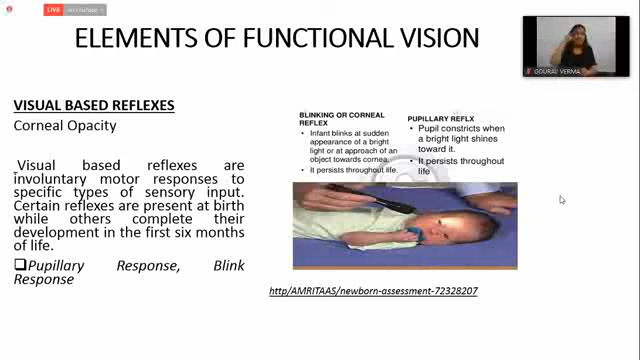 LIVE
ELEMENTS OF FUNCTIONAL VISION
GOURAV VERMA
VISUAL BASED REFLEXES
Corneal Opacity
Visual based reflexes are
involuntary motor responses to
specific types of sensory input.
Certain reflexes are present at birth
while others complete their
development in the first six months
of life.
❑Pupillary Response, Blink
Response
BLINKING OR CORNEAL
REFLEX
• Infant blinks at sudden
appearance of a bright
light or at approach of an
object towards cornea.
• It persists throughout life.
PUPILLARY REFLX
• Pupil constricts when
a bright light shines
toward it.
• It persists throughout
life
http/AMRITAAS/newborn-assessment-72328207